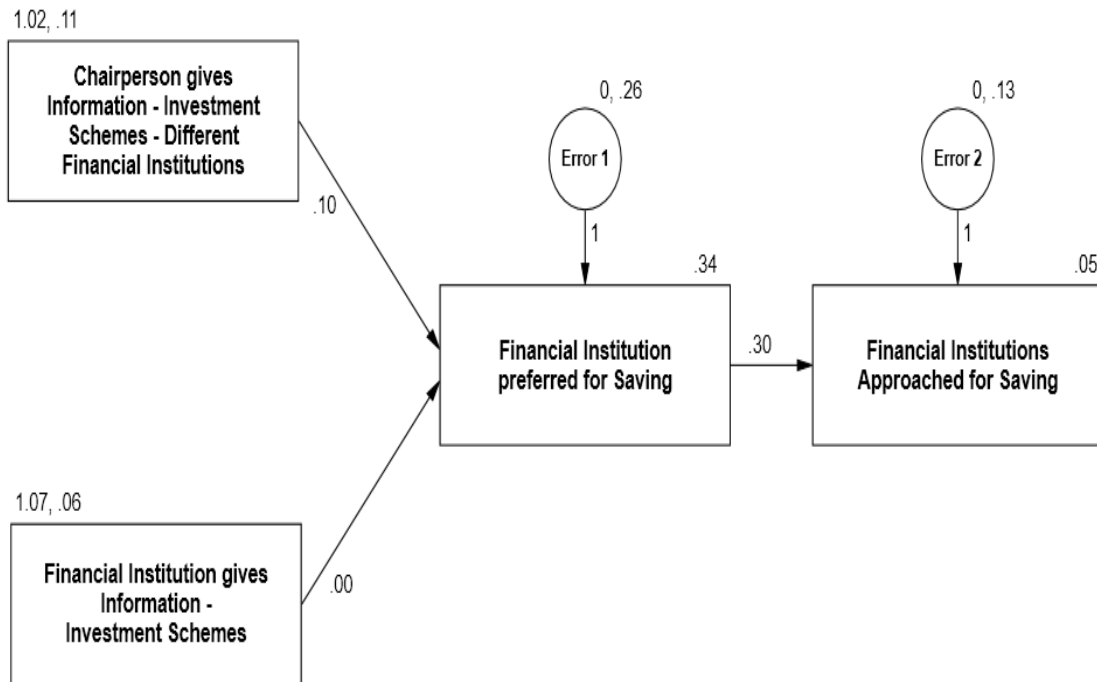 1.02, .11
Chairperson gives
Information - Investment
Schemes - Different
Financial Institutions
.10
0, .26
Error 1
1
0, .13
Error 2
1
.34
Financial Institution
preferred for Saving
.30
.05
Financial Institutions
Approached for Saving
1.07, .06
Financial Institution gives
Information -
Investment Schemes
.00